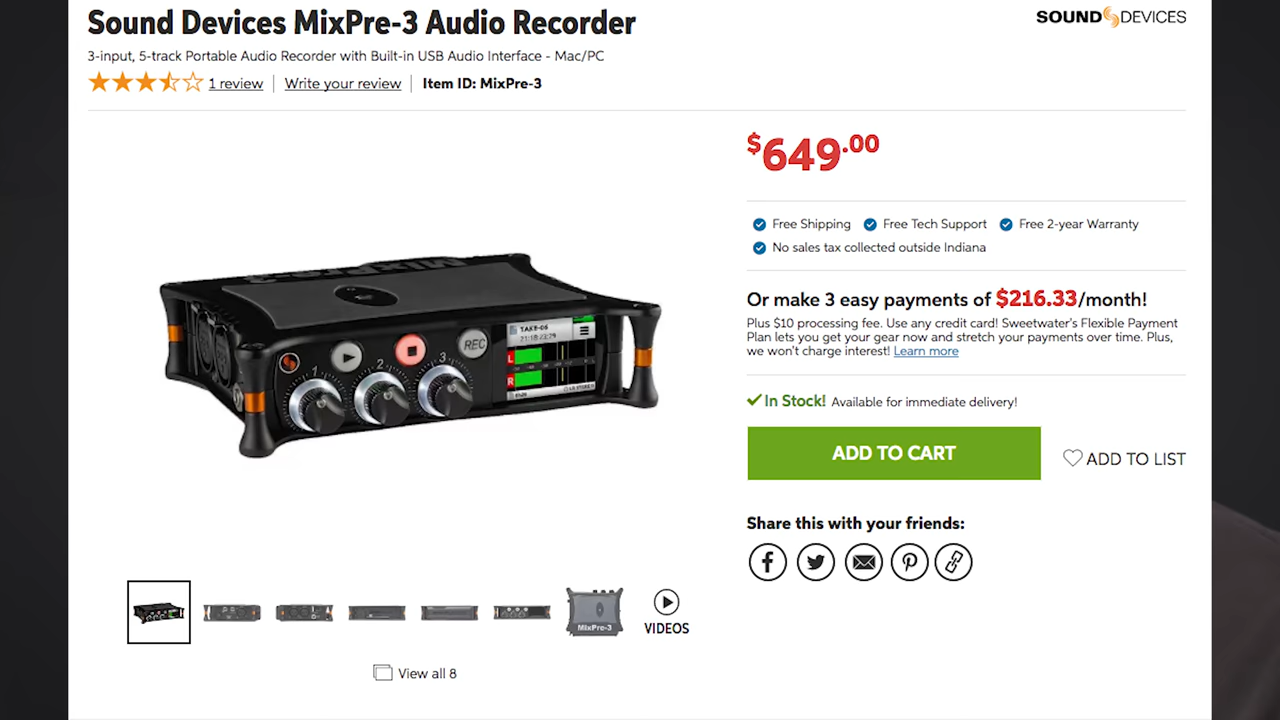 Sound Devices MixPre-3 Audio Recorder
SOUND DEVICES
3-input, 5-track Portable Audio Recorder with Built-in USB Audio Interface - Mac/PC
1 review | Write your review | Item ID: MixPre-3
$649.00
Free Shipping Free Tech Support Free 2-year Warranty
No sales tax collected outside Indiana
Or make 3 easy payments of $216.33/month!
Plus $10 processing fee. Use any credit card! Sweetwater's Flexible Payment
Plan lets you get your gear now and stretch your payments over time. Plus,
we won't charge interest! Learn more
In Stock! Available for immediate delivery!
ADD TO CART
ADD TO LIST
Share this with your friends:
MixPre-3
1 2 3
REC
TAKE-06
L
R
MixPre-3
VIDEOS
View all 8